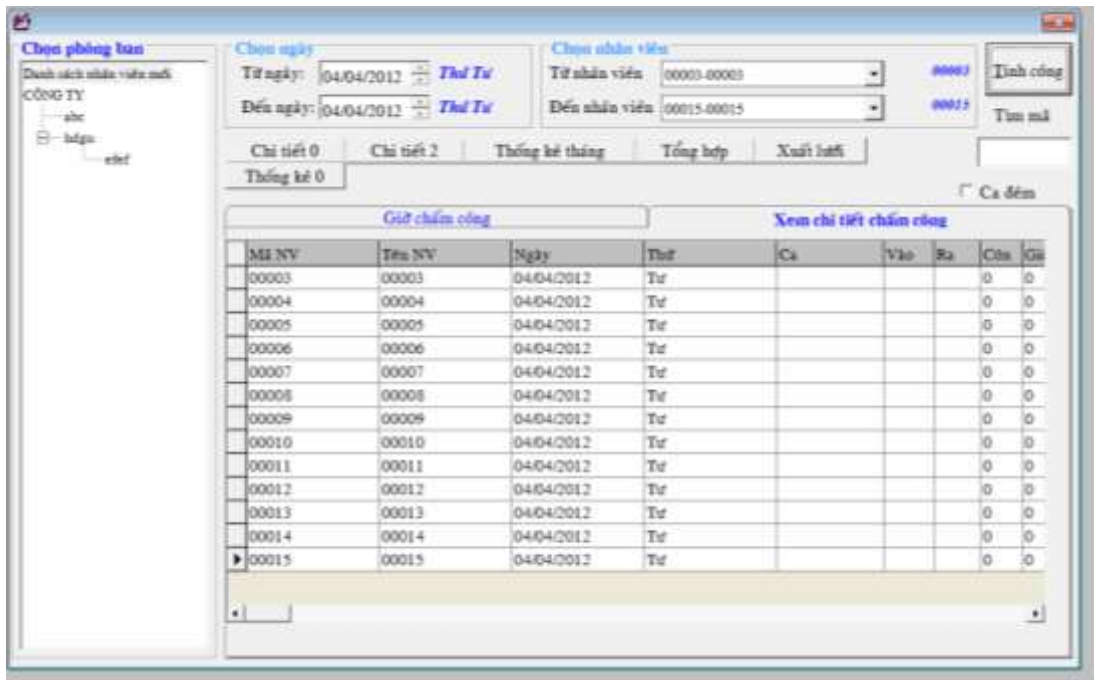 Chọn phòng ban
Danh sách nhân viên mới
CÔNG TY
abc
hdgn
efef
Chọn ngày
Từ ngày: 04/04/2012 Thứ Tư
Đến ngày: 04/04/2012 Thứ Tư
Chọn nhân viên
Từ nhân viên 00003-00003 00003
Đến nhân viên 00015-00015 00015
Tính công
Tìm mã
Ca đêm
Chi tiết 0 Chi tiết 2 Thống kê tháng Tổng hợp Xuất lưới
Thống kê 0
Giờ chấm công Xem chi tiết chấm công
Mã NV Tên NV Ngày Thứ Ca Vào Ra Côn Giờ
00003 00003 04/04/2012 Tư 0 0
00004 00004 04/04/2012 Tư 0 0
00005 00005 04/04/2012 Tư 0 0
00006 00006 04/04/2012 Tư 0 0
00007 00007 04/04/2012 Tư 0 0
00008 00008 04/04/2012 Tư 0 0
00009 00009 04/04/2012 Tư 0 0
00010 00010 04/04/2012 Tư 0 0
00011 00011 04/04/2012 Tư 0 0
00012 00012 04/04/2012 Tư 0 0
00013 00013 04/04/2012 Tư 0 0
00014 00014 04/04/2012 Tư 0 0
00015 00015 04/04/2012 Tư 0 0